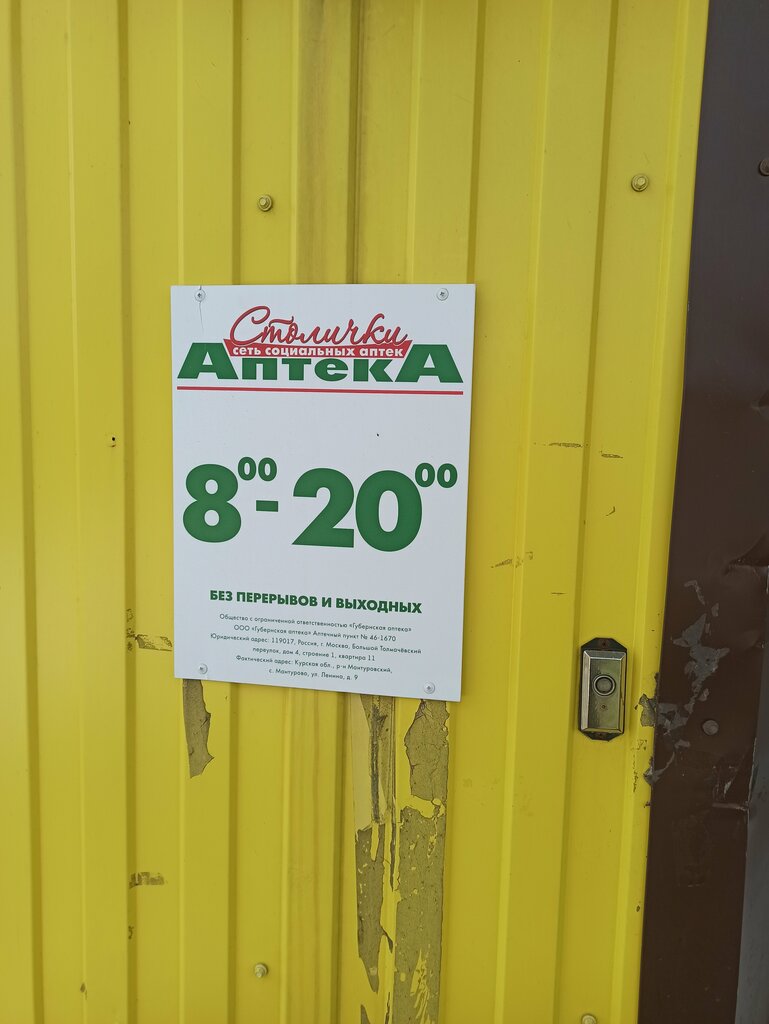 Столички
сеть социальных аптек
Аптека
8⁰⁰ - 20⁰⁰
БЕЗ ПЕРЕРЫВОВ И ВЫХОДНЫХ
Общество с ограниченной ответственностью «Губернская аптека»
ООО «Губернская аптека» Аптечный пункт № 46-1670
Юридический адрес: 119017, Россия, г. Москва, Большой Толмачёвский
переулок, дом 4, строение 1, квартира 11
Фактический адрес: Курская обл., р-н Мантуровский,
с. Мантурово, ул. Ленина, д. 9